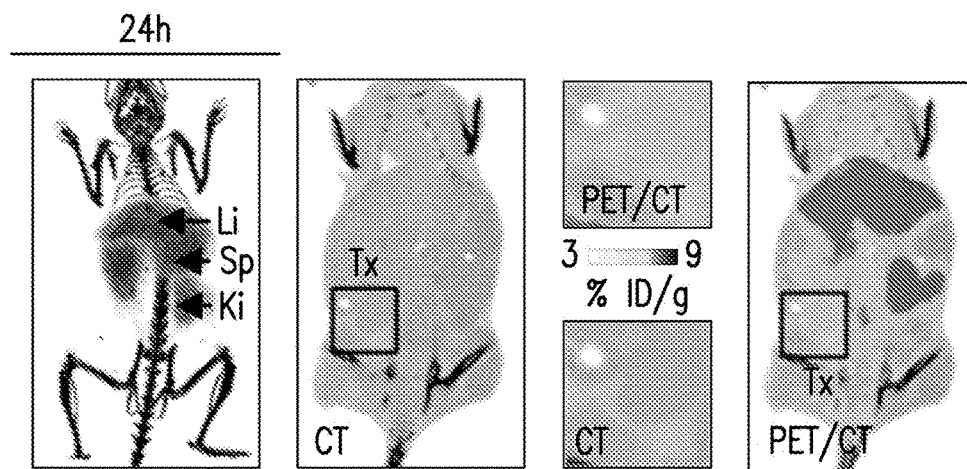 24h
Li
Sp
Ki
Tx
CT
PET/CT
3 9
% ID/g
CT
Tx
PET/CT